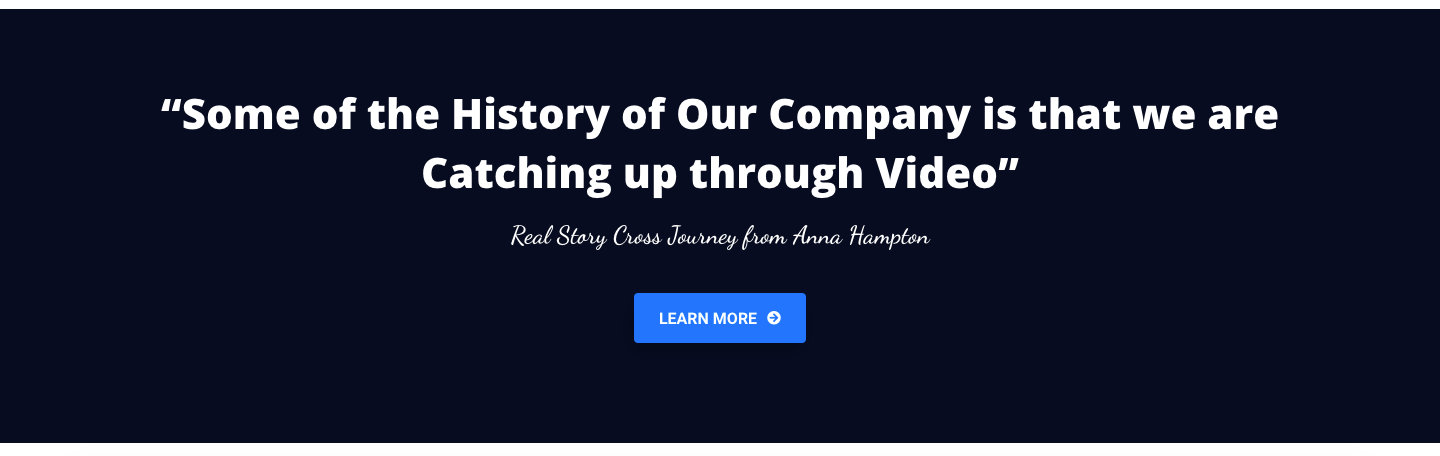 “Some of the History of Our Company is that we are
Catching up through Video”
Real Story Cross Journey from Anna Hampton
LEARN MORE